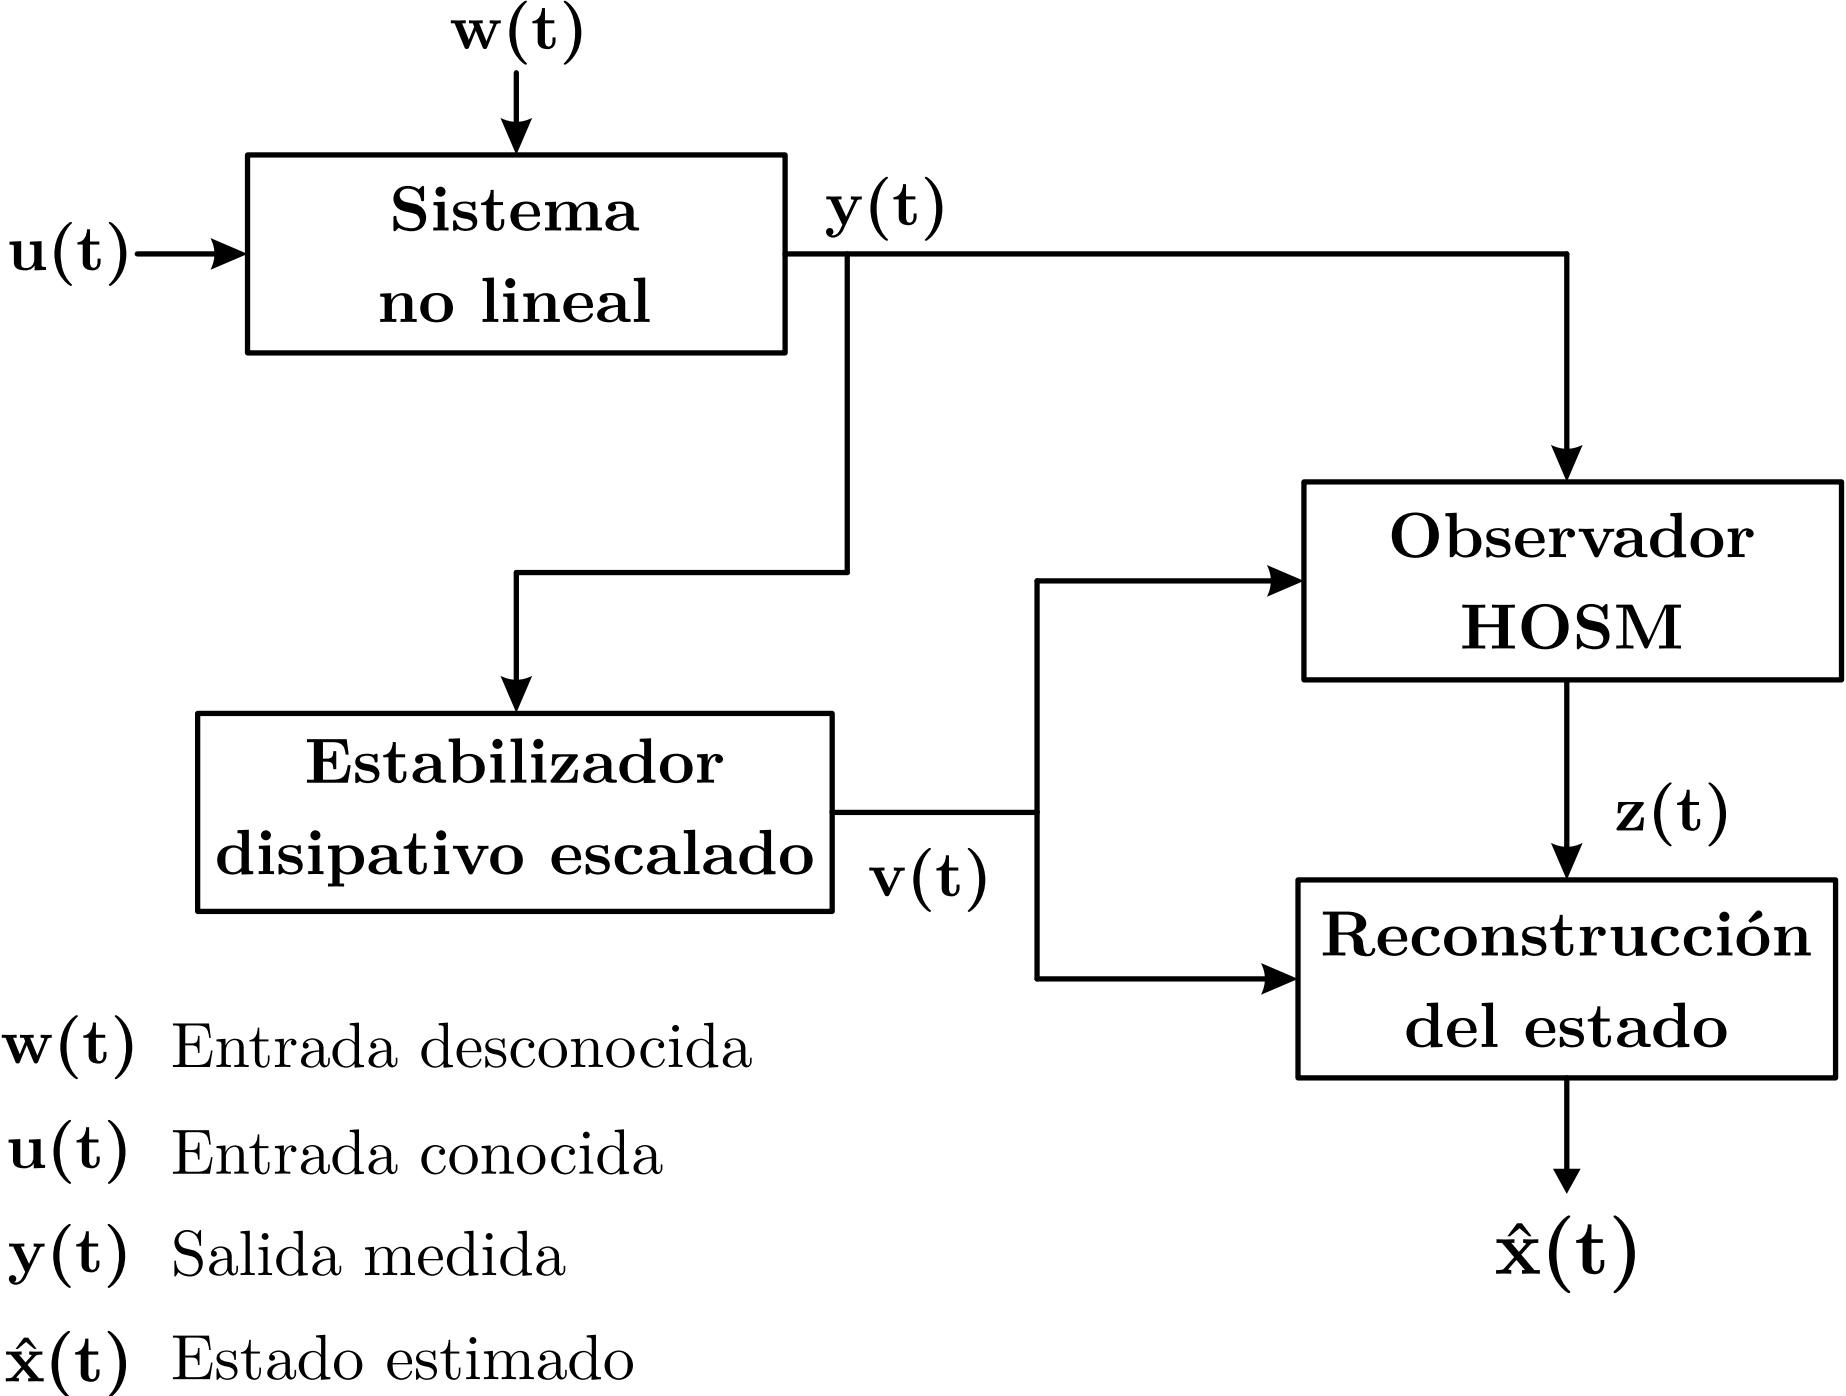 w(t)
u(t)
Sistema
no lineal
y(t)
Observador
HOSM
Estabilizador
disipativo escalado
v(t)
z(t)
Reconstrucción
del estado
x̂(t)
w(t) Entrada desconocida
u(t) Entrada conocida
y(t) Salida medida
x̂(t) Estado estimado